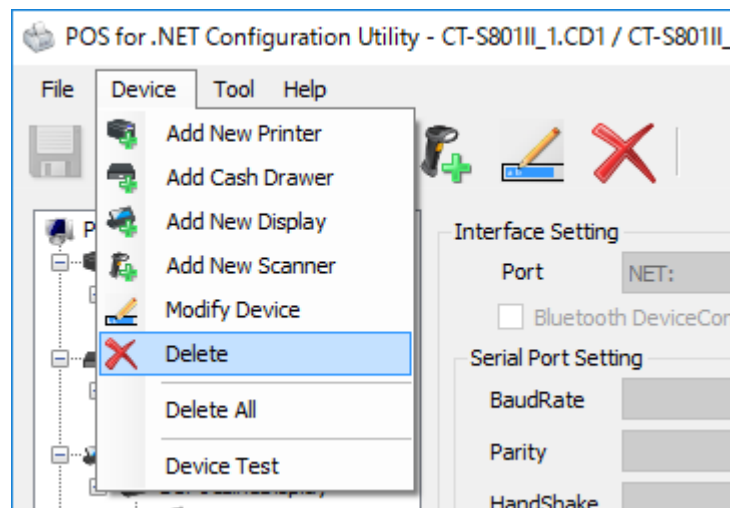 POS for .NET Configuration Utility - CT-S801II_1.CD1 / CT-S801II_
File Device Tool Help
Add New Printer
Add Cash Drawer
Add New Display
Add New Scanner
Modify Device
Delete
Delete All
Device Test
P
Interface Setting
Port NET:
Bluetooth DeviceCon
Serial Port Setting
BaudRate
Parity
HandShake